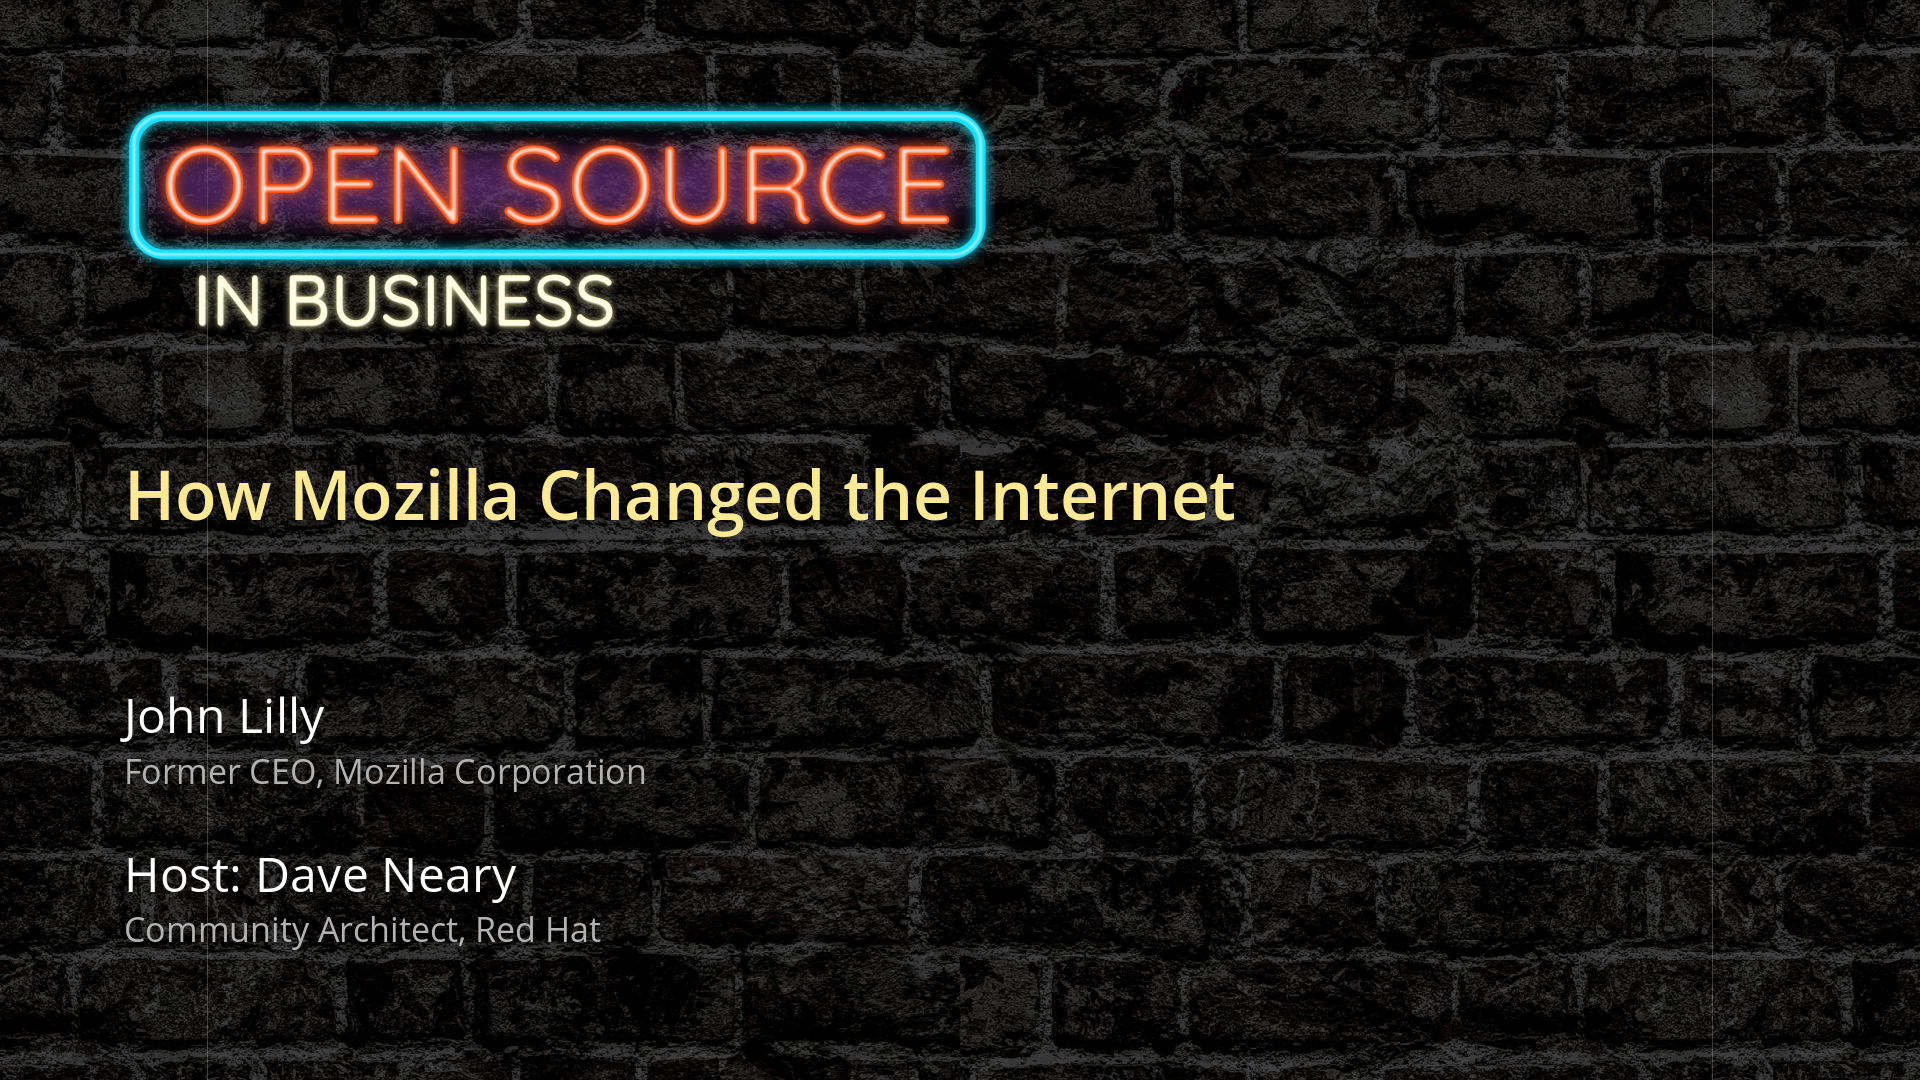 OPEN SOURCE
IN BUSINESS
How Mozilla Changed the Internet
John Lilly
Former CEO, Mozilla Corporation
Host: Dave Neary
Community Architect, Red Hat